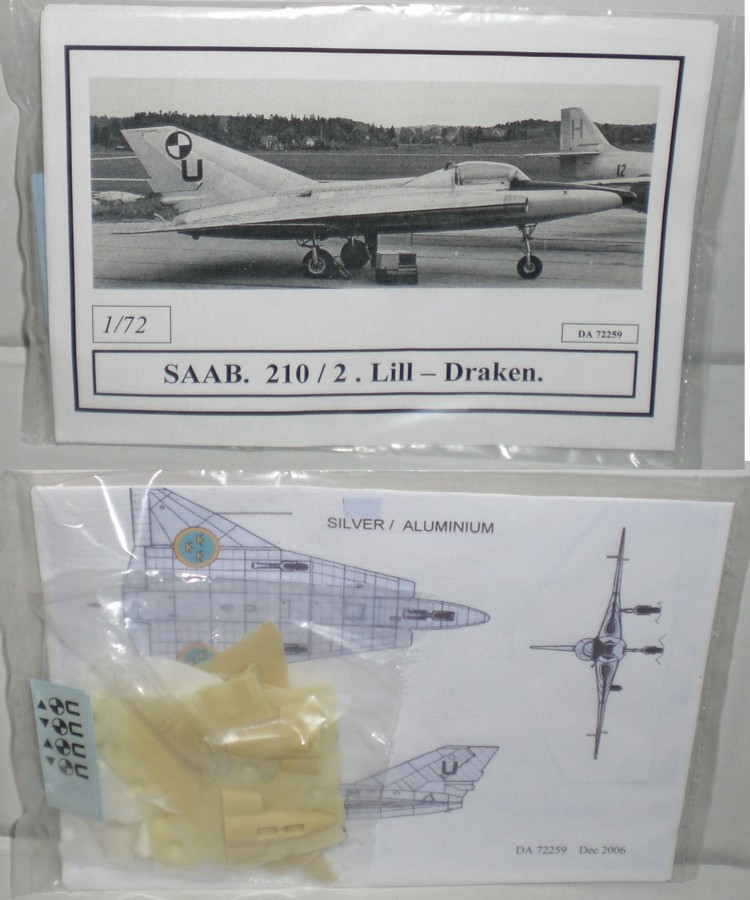 U
H
12
1/72
DA 72259
SAAB. 210 / 2 . Lill – Draken.
SILVER / ALUMINIUM
U
U
U
U
U
DA 72259 Dec 2006